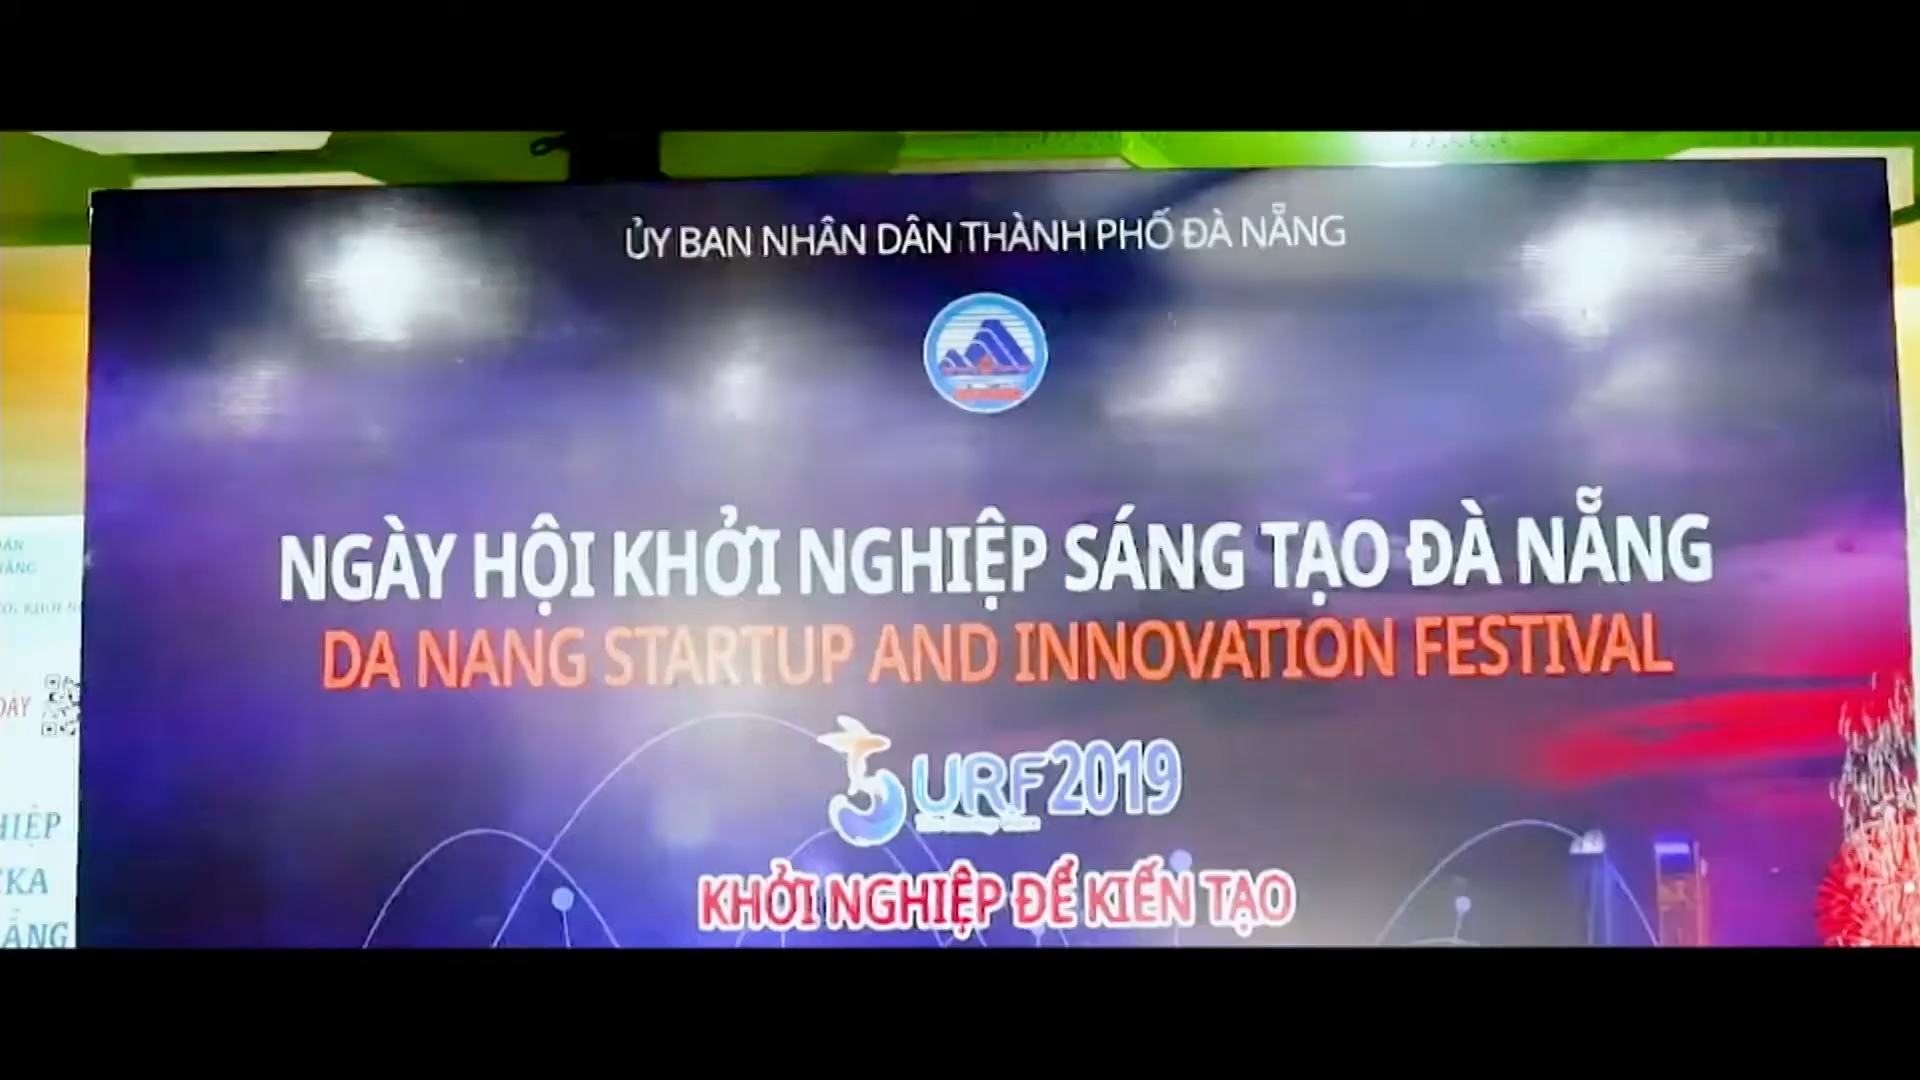 ỦY BAN NHÂN DÂN THÀNH PHỐ ĐÀ NẴNG
NGÀY HỘI KHỞI NGHIỆP SÁNG TẠO ĐÀ NẴNG
DA NANG STARTUP AND INNOVATION FESTIVAL
SURF2019
KHỞI NGHIỆP ĐỂ KIẾN TẠO